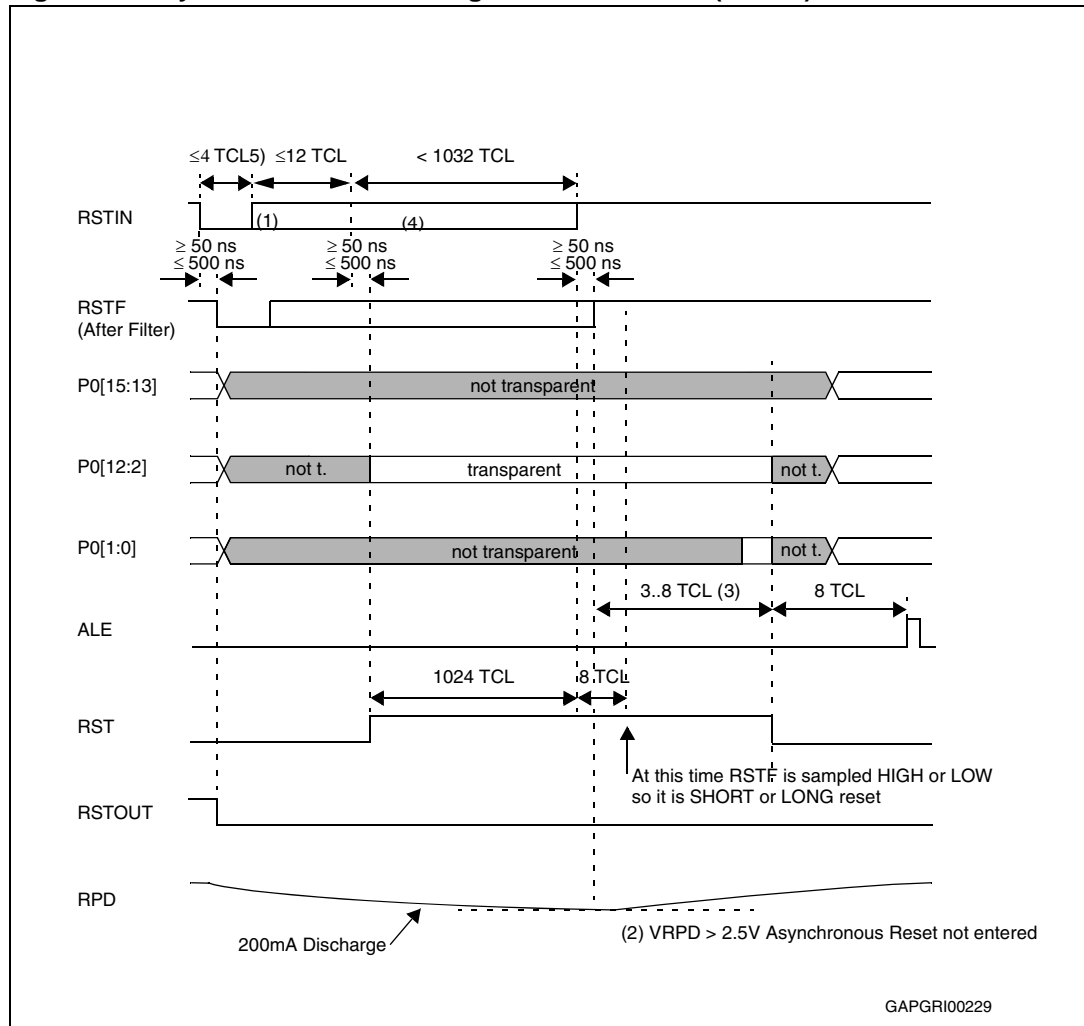 ≤4 TCL5) ≤12 TCL < 1032 TCL
RSTIN
(1) (4)
≥ 50 ns ≥ 50 ns ≥ 50 ns
≤ 500 ns ≤ 500 ns ≤ 500 ns
RSTF
(After Filter)
P0[15:13]
not transparent
P0[12:2]
not t. transparent not t.
P0[1:0]
not transparent not t.
3..8 TCL (3) 8 TCL
ALE
1024 TCL 8 TCL
RST
At this time RSTF is sampled HIGH or LOW
so it is SHORT or LONG reset
RSTOUT
RPD
200mA Discharge
(2) VRPD > 2.5V Asynchronous Reset not entered
GAPGRI00229